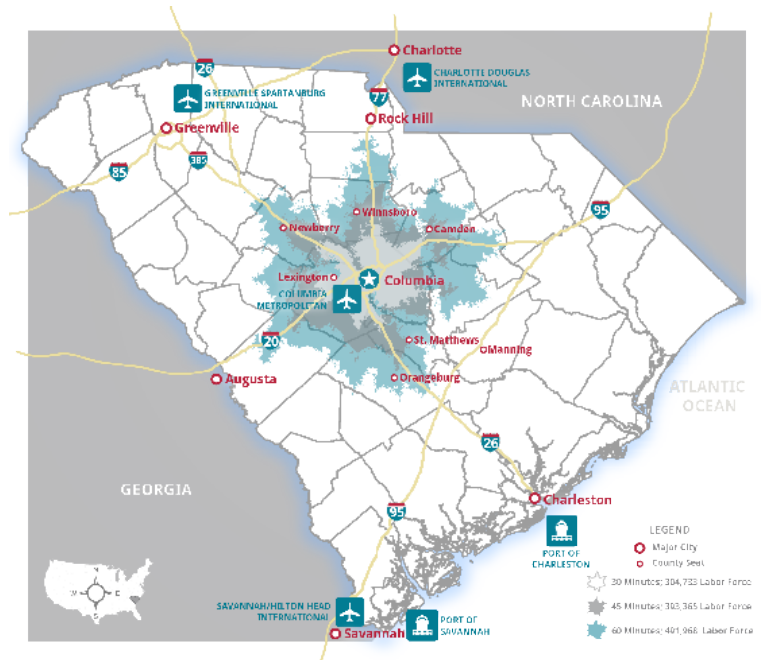 Charlotte
CHARLOTTE DOUGLAS
INTERNATIONAL
26
77
GREENVILLE SPARTANBURG
INTERNATIONAL
NORTH CAROLINA
Rock Hill
Greenville
385
85
95
Winnsboro
Newberry
Camden
Lexington
Columbia
COLUMBIA
METROPOLITAN
20
St. Matthews
Manning
Augusta
Orangeburg
ATLANTIC
OCEAN
26
GEORGIA
Charleston
95
PORT OF
CHARLESTON
LEGEND
Major City
County Seat
30 Minutes; 304,733 Labor Force
45 Minutes; 393,365 Labor Force
60 Minutes; 491,968 Labor Force
N
W
E
S
SAVANNAH/HILTON HEAD
INTERNATIONAL
PORT OF
SAVANNAH
Savannah